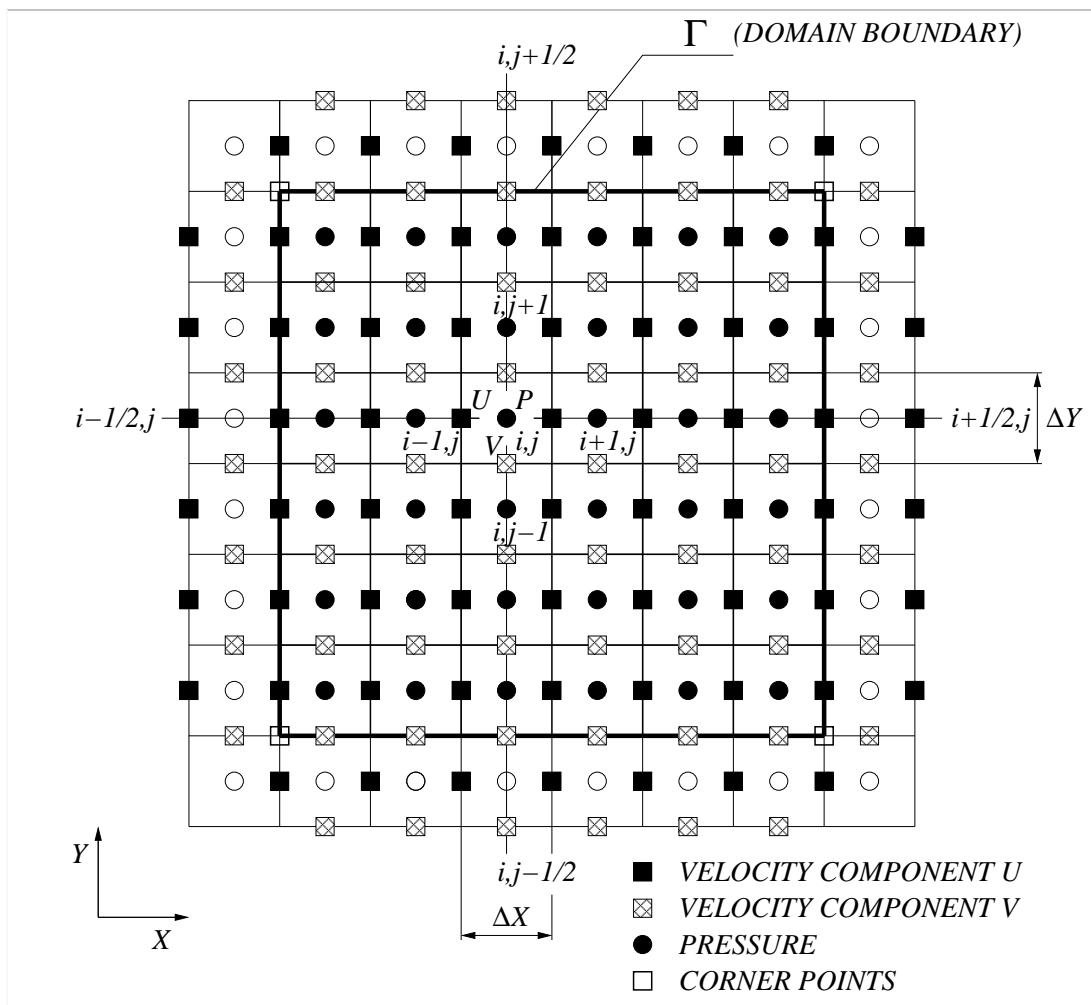 Γ (DOMAIN BOUNDARY)
i,j+1/2
i,j+1
U P
i−1/2,j
i+1/2,j
ΔY
i−1,j
V
i,j
i+1,j
i,j−1
i,j−1/2
Y
X
ΔX
VELOCITY COMPONENT U
VELOCITY COMPONENT V
PRESSURE
CORNER POINTS